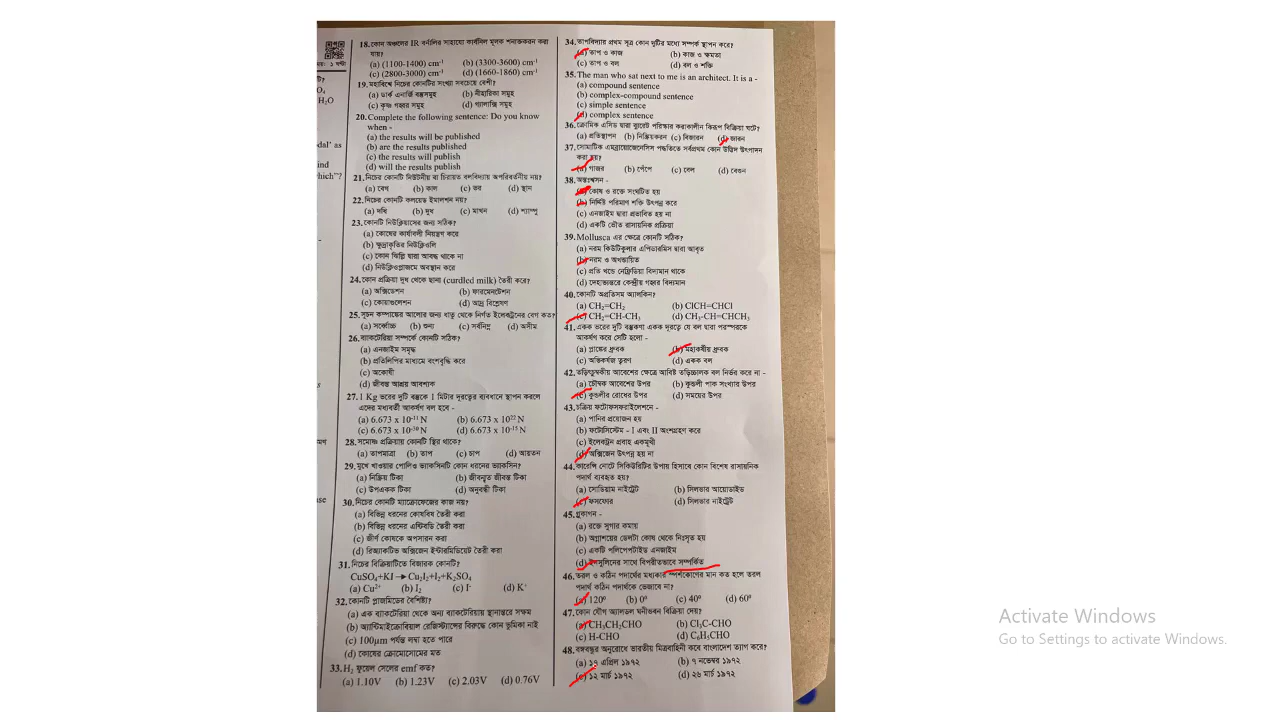 18. কোন অঞ্চলের IR বর্ণালির সাহায্যে কার্বনিল মূলক শনাক্তকরন করা
যায়?
(a) (1100-1400) cm⁻¹ (b) (3300-3600) cm⁻¹
(c) (2800-3000) cm⁻¹ (d) (1660-1860) cm⁻¹
19. মহাবিশ্বে নিচের কোনটির সংখ্যা সবচেয়ে বেশী?
(a) ডার্ক এনার্জি বস্তুসমূহ (b) নীহারিকা সমূহ
(c) কৃষ্ণ গহ্বর সমূহ (d) গ্যালাক্সি সমূহ
20. Complete the following sentence: Do you know
when -
(a) the results will be published
(b) are the results published
(c) the results will publish
(d) will the results publish
21. নিচের কোনটি নিউটনীয় বা চিরায়ত বলবিদ্যায় অপরিবর্তনীয় নয়?
(a) বেগ (b) কাল (c) ভর (d) স্থান
22. নিচের কোনটি কলয়েড ইমালশন নয়?
(a) দধি (b) দুধ (c) মাখন (d) শ্যাম্পু
23. কোনটি নিউক্লিয়াসের জন্য সঠিক?
(a) কোষের কার্যাবলী নিয়ন্ত্রণ করে
(b) ক্ষুদ্রাকৃতির নিউক্লিওলি
(c) কোন ঝিল্লি দ্বারা আবদ্ধ থাকে না
(d) নিউক্লিওপ্লাজমে অবস্থান করে
24. কোন প্রক্রিয়া দুধ থেকে ছানা (curdled milk) তৈরী করে?
(a) অক্সিডেশন (b) ফারমেনটেশন
(c) কোয়াগুলেশন (d) আদ্র বিশ্লেষণ
25. সূচন কম্পাঙ্কের আলোর জন্য ধাতু থেকে নির্গত ইলেকট্রনের বেগ কত?
(a) সর্বোচ্চ (b) শুন্য (c) সর্বনিম্ন (d) অসীম
26. ব্যাকটেরিয়া সম্পর্কে কোনটি সঠিক?
(a) এনজাইম সমৃদ্ধ
(b) প্রতিলিপির মাধ্যমে বংশবৃদ্ধি করে
(c) অকোষী
(d) জীবন্ত আশ্রয় আবশ্যক
27. 1 Kg ভরের দুটি বস্তুকে 1 মিটার দূরত্বের ব্যবধানে স্থাপন করলে
এদের মধ্যবর্তী আকর্ষণ বল হবে -
(a) 6.673 x 10⁻¹¹ N (b) 6.673 x 10²² N
(c) 6.673 x 10⁻³⁰ N (d) 6.673 x 10⁻¹⁵ N
28. সমোষ্ণ প্রক্রিয়ায় কোনটি স্থির থাকে?
(a) তাপমাত্রা (b) তাপ (c) চাপ (d) আয়তন
29. মুখে খাওয়ার পোলিও ভ্যাকসিনটি কোন ধরনের ভ্যাকসিন?
(a) নিষ্ক্রিয় টিকা (b) জীবন্মৃত জীবন্ত টিকা
(c) উপএকক টিকা (d) অনুবন্ধী টিকা
30. নিচের কোনটি ম্যাক্রোফেজের কাজ নয়?
(a) বিভিন্ন ধরনের কোষবিষ তৈরী করা
(b) বিভিন্ন ধরনের এন্টিবডি তৈরী করা
(c) জীর্ণ কোষকে অপসারন করা
(d) রিঅ্যাকটিভ অক্সিজেন ইন্টারমিডিয়েট তৈরী করা
31. নিচের বিক্রিয়াটিতে বিজারক কোনটি?
CuSO₄+KI → Cu₂I₂+I₂+K₂SO₄
(a) Cu²⁺ (b) I₂ (c) I⁻ (d) K⁺
32. কোনটি প্লাজমিডের বৈশিষ্ট্য?
(a) এক ব্যাকটেরিয়া থেকে অন্য ব্যাকটেরিয়ায় স্থানান্তরে সক্ষম
(b) অ্যান্টিমাইক্রোবিয়াল রেজিস্ট্যান্সের বিরুদ্ধে কোন ভূমিকা নাই
(c) 100μm পর্যন্ত লম্বা হতে পারে
(d) কোষের ক্রোমোসোমের মত
33. H₂ ফুয়েল সেলের emf কত?
(a) 1.10V (b) 1.23V (c) 2.03V (d) 0.76V
34. তাপবিদ্যার প্রথম সূত্র কোন দুটির মধ্যে সম্পর্ক স্থাপন করে?
(a) তাপ ও কাজ (b) কাজ ও ক্ষমতা
(c) তাপ ও বল (d) বল ও শক্তি
35. The man who sat next to me is an architect. It is a -
(a) compound sentence
(b) complex-compound sentence
(c) simple sentence
(d) complex sentence
36. ক্রোমিক এসিড দ্বারা ব্যুরেট পরিষ্কার করাকালীন কিরূপ বিক্রিয়া ঘটে?
(a) প্রতিস্থাপন (b) নিষ্ক্রিয়করন (c) বিজারন (d) জারন
37. সোমাটিক এমব্রায়োজেনেসিস পদ্ধতিতে সর্বপ্রথম কোন উদ্ভিদ উৎপাদন
করা হয়?
(a) গাজর (b) পেঁপে (c) বেল (d) বেগুন
38. অন্তঃশ্বসন -
(a) কোষ ও রক্তে সংঘটিত হয়
(b) নির্দিষ্ট পরিমাণ শক্তি উৎপন্ন করে
(c) এনজাইম দ্বারা প্রভাবিত হয় না
(d) একটি ভৌত রাসায়নিক প্রক্রিয়া
39. Mollusca এর ক্ষেত্রে কোনটি সঠিক?
(a) নরম কিউটিকুলার এপিডারমিস দ্বারা আবৃত
(b) নরম ও অখন্ডায়িত
(c) প্রতি খন্ডে নেফ্রিডিয়া বিদ্যমান থাকে
(d) দেহাভ্যন্তরে কেন্দ্রীয় গহ্বর বিদ্যমান
40. কোনটি অপ্রতিসম অ্যালকিন?
(a) CH₂=CH₂ (b) ClCH=CHCl
(c) CH₂=CH-CH₃ (d) CH₃-CH=CHCH₃
41. একক ভরের দুটি বস্তুকণা একক দূরত্বে যে বল দ্বারা পরস্পরকে
আকর্ষণ করে সেটি হলো -
(a) প্লাঙ্কের ধ্রুবক (b) মহাকর্ষীয় ধ্রুবক
(c) অভিকর্ষজ ত্বরণ (d) একক বল
42. তড়িৎচুম্বকীয় আবেশের ক্ষেত্রে আবিষ্ট তড়িচ্চালক বল নির্ভর করে না -
(a) চৌম্বক আবেশের উপর (b) কুন্ডলী পাক সংখ্যার উপর
(c) কুন্ডলীর রোধের উপর (d) সময়ের উপর
43. চক্রিয় ফটোফসফরাইলেশনে -
(a) পানির প্রয়োজন হয়
(b) ফটোসিস্টেম - I এবং II অংশগ্রহণ করে
(c) ইলেকট্রন প্রবাহ একমূখী
(d) অক্সিজেন উৎপন্ন হয় না
44. কারেন্সি নোটে সিকিউরিটির উপায় হিসাবে কোন বিশেষ রাসায়নিক
পদার্থ ব্যবহৃত হয়?
(a) সোডিয়াম নাইট্রেট (b) সিলভার আয়োডাইড
(c) ফসফোর (d) সিলভার নাইট্রেট
45. গ্লুকাগন -
(a) রক্তে সুগার কমায়
(b) অগ্ন্যাশয়ের ডেলটা কোষ থেকে নিঃসৃত হয়
(c) একটি পলিপেপটাইড এনজাইম
(d) ইনসুলিনের সাথে বিপরীতভাবে সম্পর্কিত
46. তরল ও কঠিন পদার্থের মধ্যকার স্পর্শকোণের মান কত হলে তরল
পদার্থ কঠিন পদার্থকে ভেজাবে না?
(a) 120⁰ (b) 0⁰ (c) 40⁰ (d) 60⁰
47. কোন যৌগ অ্যালডল ঘনীভবন বিক্রিয়া দেয়?
(a) CH₃CH₂CHO (b) Cl₃C-CHO
(c) H-CHO (d) C₆H₅CHO
48. বঙ্গবন্ধুর অনুরোধে ভারতীয় মিত্রবাহিনী কবে বাংলাদেশ ত্যাগ করে?
(a) ১৭ এপ্রিল ১৯৭২ (b) ৭ নভেম্বর ১৯৭২
(c) ১২ মার্চ ১৯৭২ (d) ২৬ মার্চ ১৯৭২
Activate Windows
Go to Settings to activate Windows.